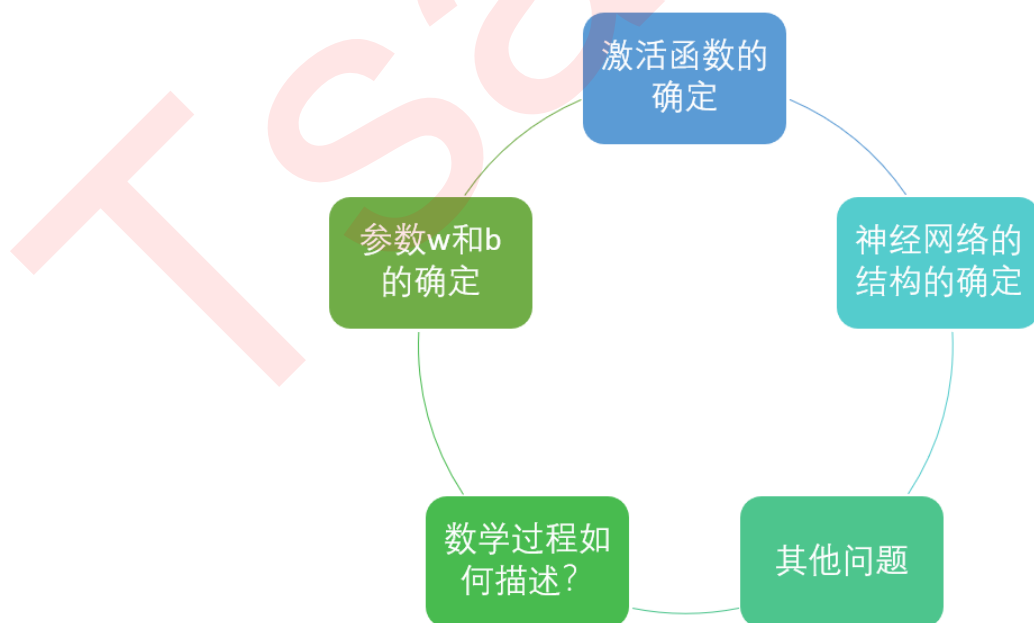 激活函数的
确定
参数w和b
的确定
神经网络的
结构的确定
数学过程如
何描述？
其他问题
Tsa